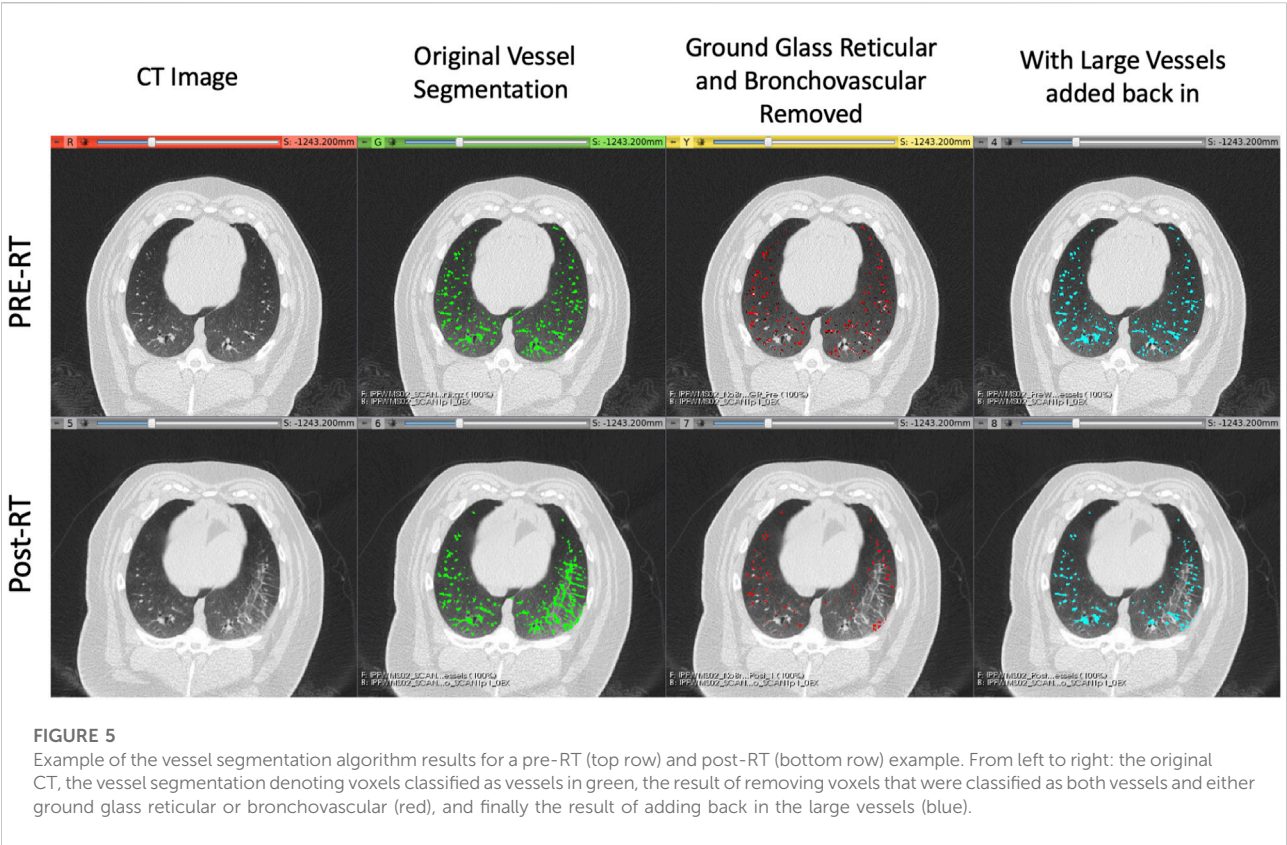 CT Image
Original Vessel
Segmentation
Ground Glass Reticular
and Bronchovascular
Removed
With Large Vessels
added back in
R S: -1243.200mm
G S: -1243.200mm
Y S: -1243.200mm
4 S: -1243.200mm
PRE-RT
5 S: -1243.200mm
6 S: -1243.200mm
7 S: -1243.200mm
8 S: -1243.200mm
Post-RT
FIGURE 5
Example of the vessel segmentation algorithm results for a pre-RT (top row) and post-RT (bottom row) example. From left to right: the original
CT, the vessel segmentation denoting voxels classified as vessels in green, the result of removing voxels that were classified as both vessels and either
ground glass reticular or bronchovascular (red), and finally the result of adding back in the large vessels (blue).